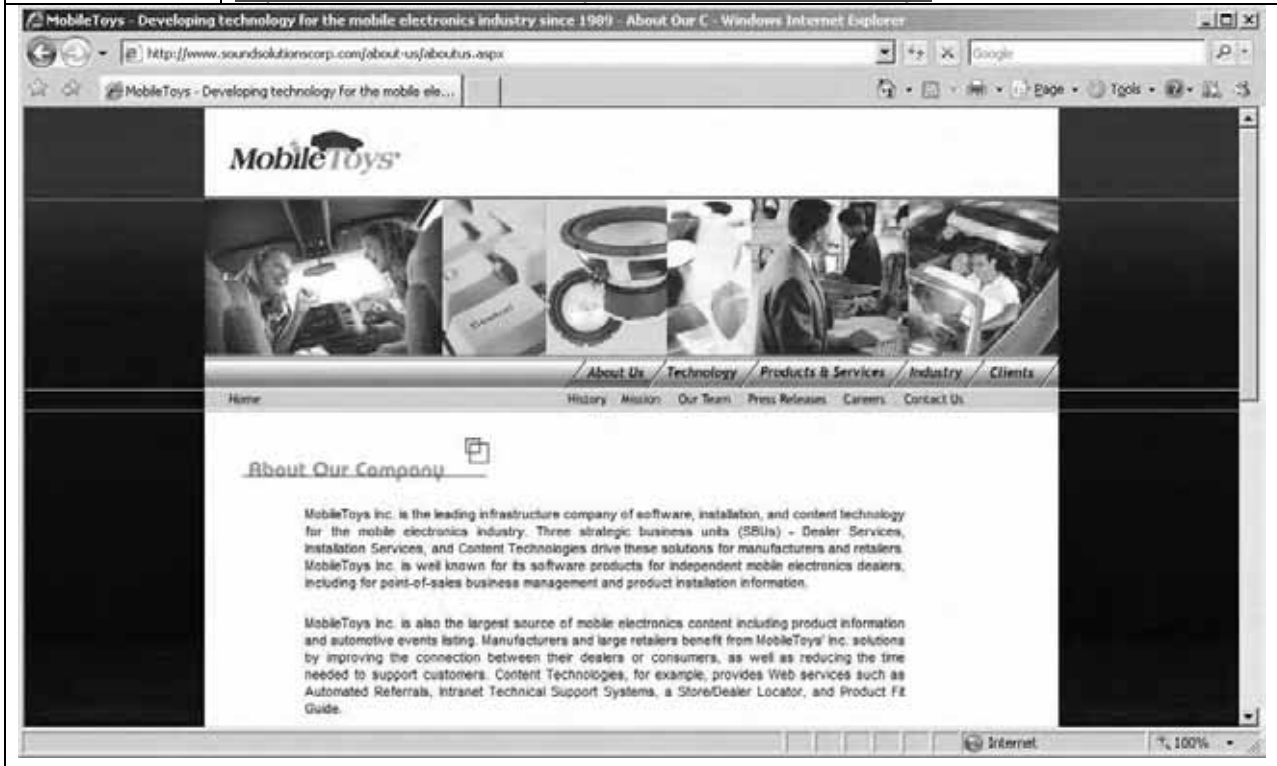 MobileToys - Developing technology for the mobile electronics industry since 1989 - About Our C - Windows Internet Explorer
http://www.soundsolutionscorp.com/about-us/aboutus.aspx
Google
MobileToys - Developing technology for the mobile ele...
Page
Tools
MobileToys
About Us
Technology
Products & Services
Industry
Clients
Home
History
Mission
Our Team
Press Releases
Careers
Contact Us
About Our Company
MobileToys Inc. is the leading infrastructure company of software, installation, and content technology
for the mobile electronics industry. Three strategic business units (SBUs) - Dealer Services,
Installation Services, and Content Technologies drive these solutions for manufacturers and retailers.
MobileToys Inc. is well known for its software products for independent mobile electronics dealers,
including for point-of-sales business management and product installation information.
MobileToys Inc. is also the largest source of mobile electronics content including product information
and automotive events listing. Manufacturers and large retailers benefit from MobileToys' Inc. solutions
by improving the connection between their dealers or consumers, as well as reducing the time
needed to support customers. Content Technologies, for example, provides Web services such as
Automated Referrals, Intranet Technical Support Systems, a Store/Dealer Locator, and Product Fit
Guide.
Internet
100%